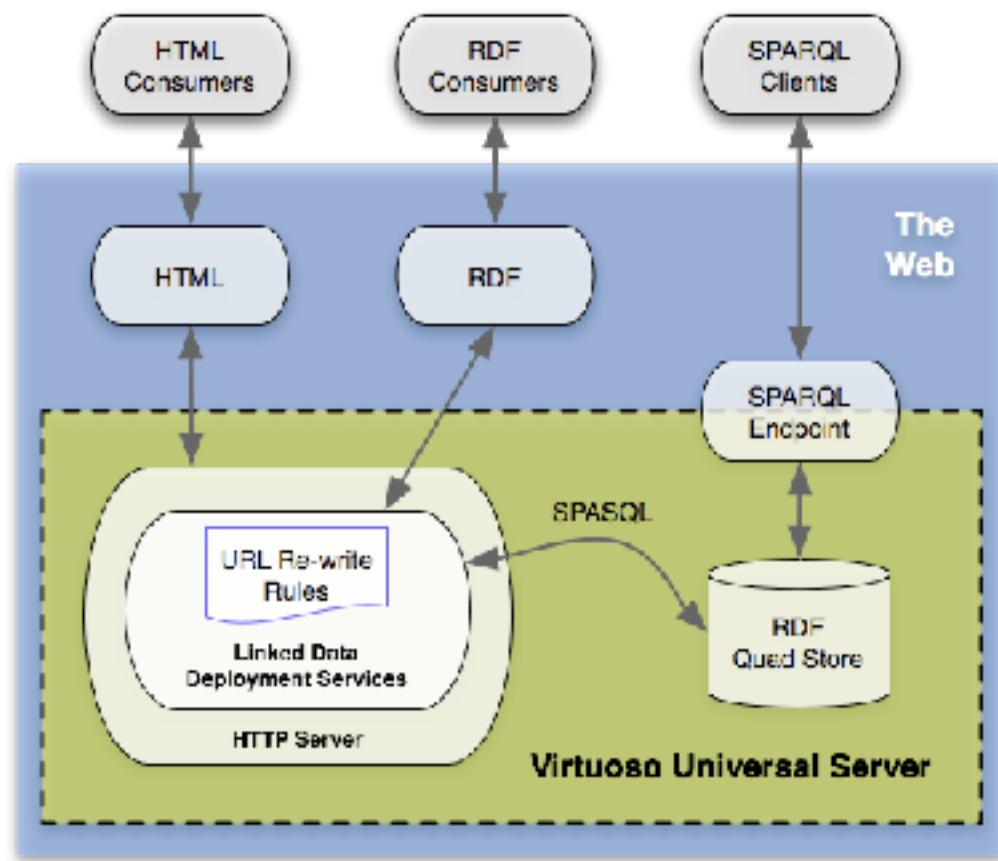 HTML
Consumers
RDF
Consumers
SPARQL
Clients
The
Web
HTML
RDF
SPARQL
Endpoint
SPASQL
URL Re-write
Rules
Linked Data
Deployment Services
HTTP Server
RDF
Quad Store
Virtuoso Universal Server